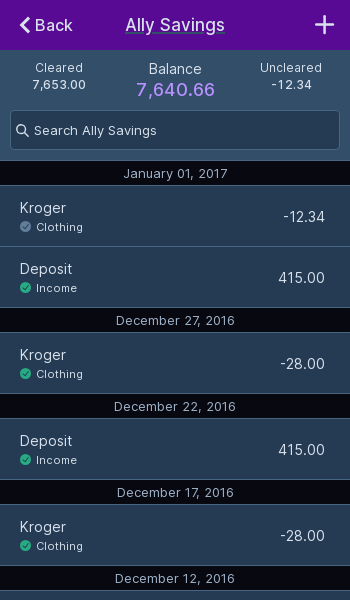 Back
Ally Savings
Cleared
Balance
Uncleared
7,653.00
7,640.66
-12.34
Search Ally Savings
January 01, 2017
Kroger
-12.34
Clothing
Deposit
415.00
Income
December 27, 2016
Kroger
-28.00
Clothing
December 22, 2016
Deposit
415.00
Income
December 17, 2016
Kroger
-28.00
Clothing
December 12, 2016